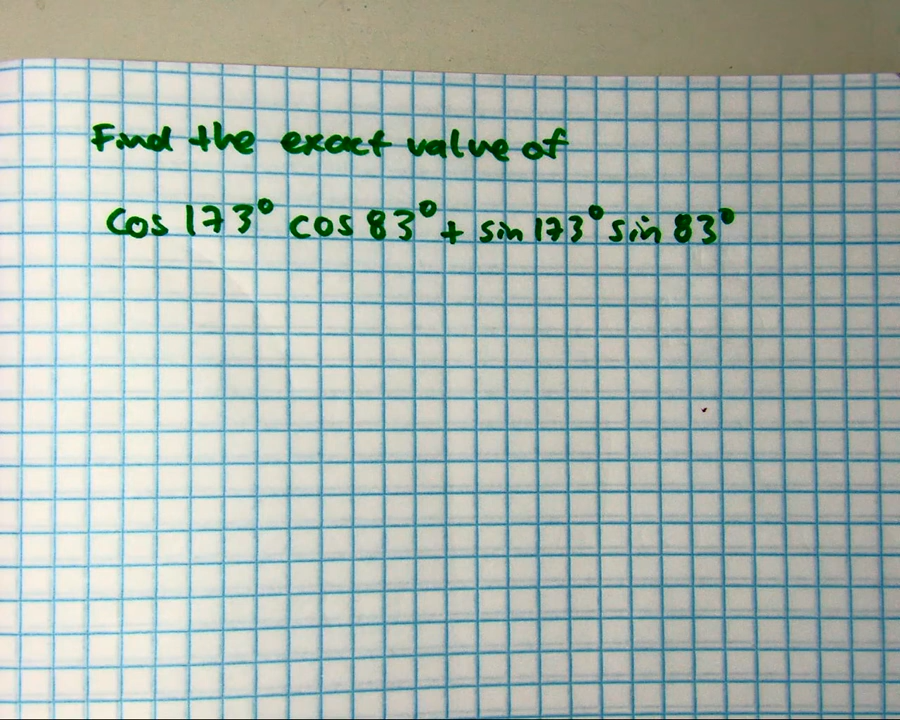 Find the exact value of
cos 173° cos 83° + sin 173° sin 83°